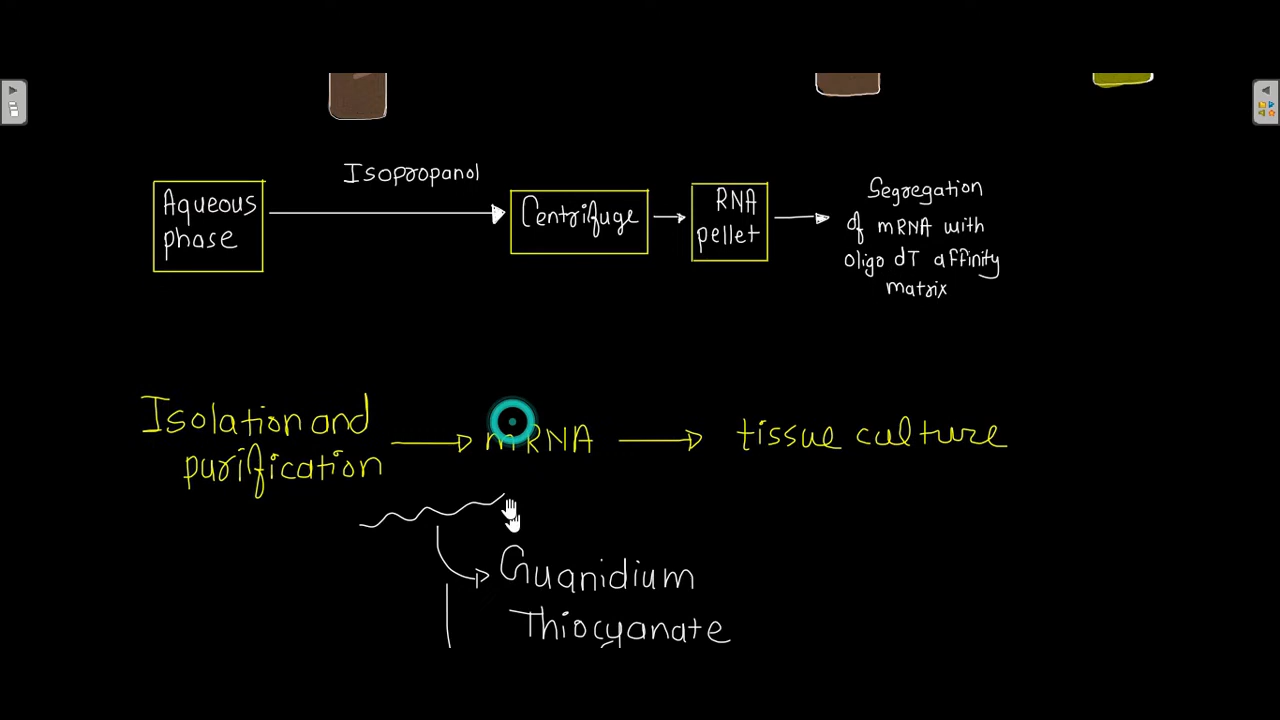 Isopropanol
Aqueous
phase
Centrifuge
RNA
pellet
Segregation
of mRNA with
oligo dT affinity
matrix
Isolation and
purification
mRNA
tissue culture
Guanidium
Thiocyanate